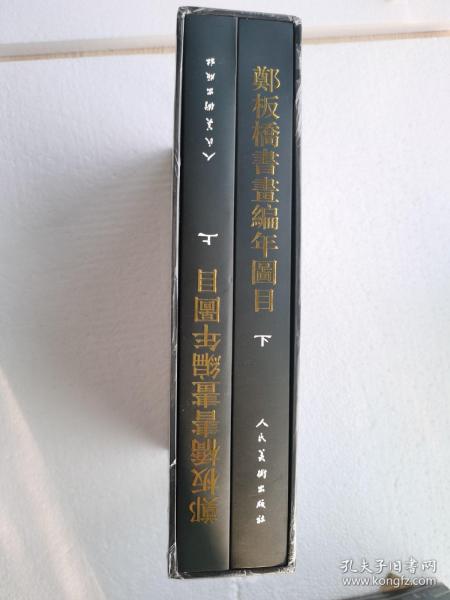 鄭板橋書畫編年圖目
上
人民美術出版社
鄭板橋書畫編年圖目
下
人民美術出版社
孔夫子旧书网
www.kongfz.com